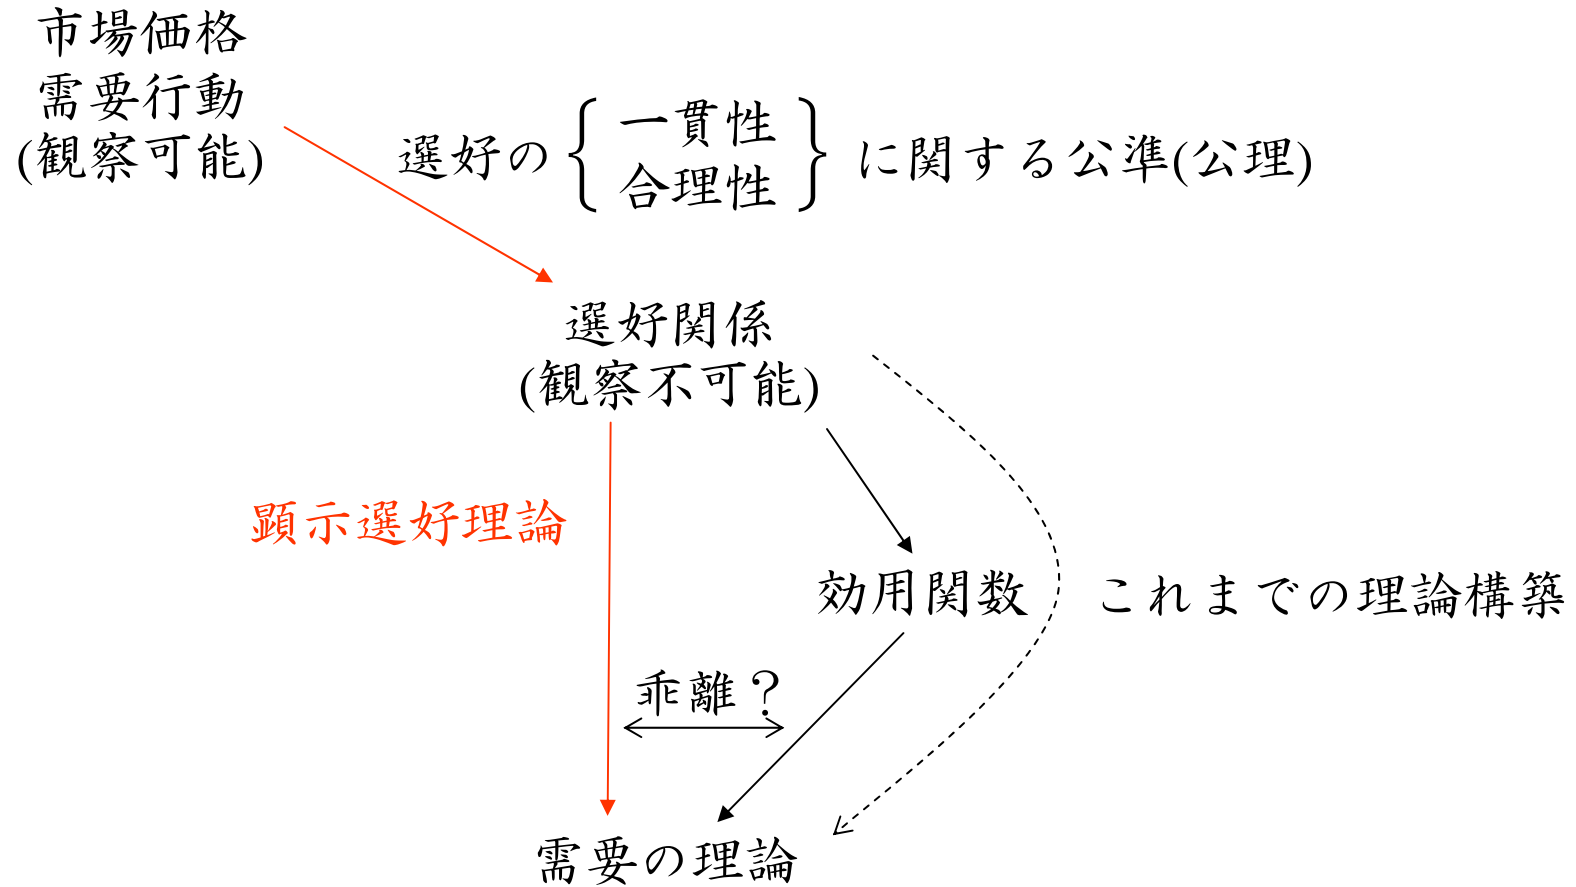 市場価格
需要行動
(観察可能)
選好の{一貫性
合理性}に関する公準(公理)
選好関係
(観察不可能)
顕示選好理論
効用関数
これまでの理論構築
乖離？
需要の理論